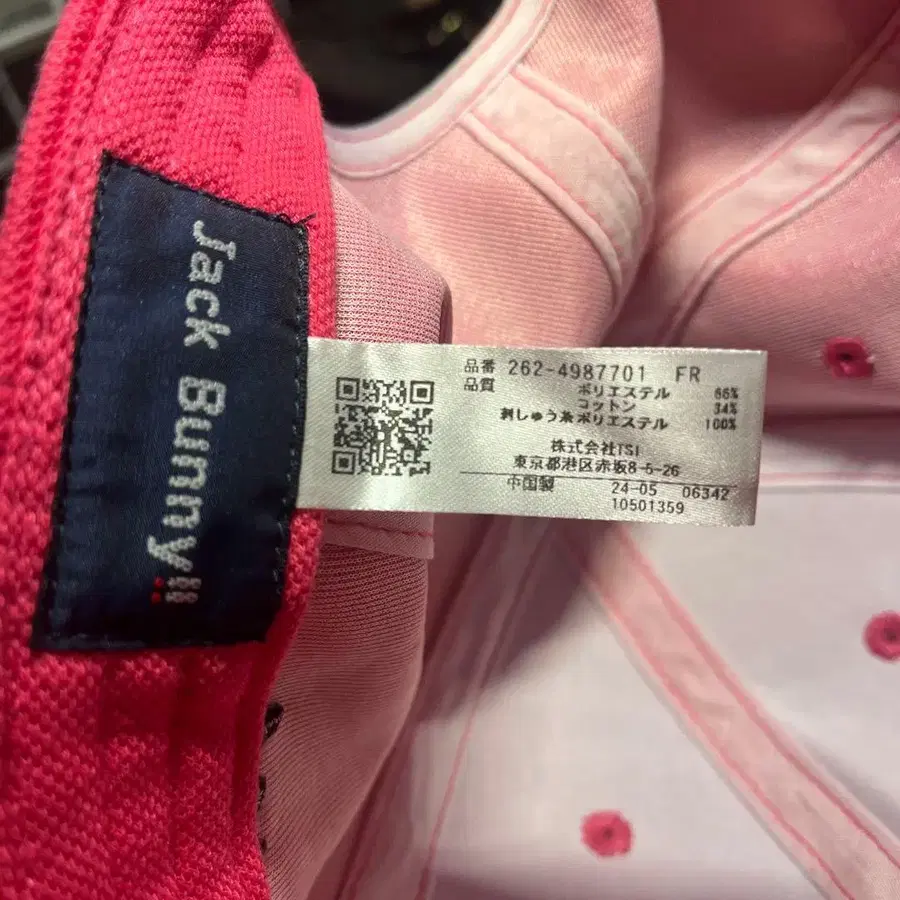 Jack Bunny!!
品番 262-4987701 FR
品質 ポリエステル 66%
コットン 34%
刺しゅう糸 ポリエステル 100%
株式会社TSI
東京都港区赤坂8-5-26
中国製 24-05 06342
10501359